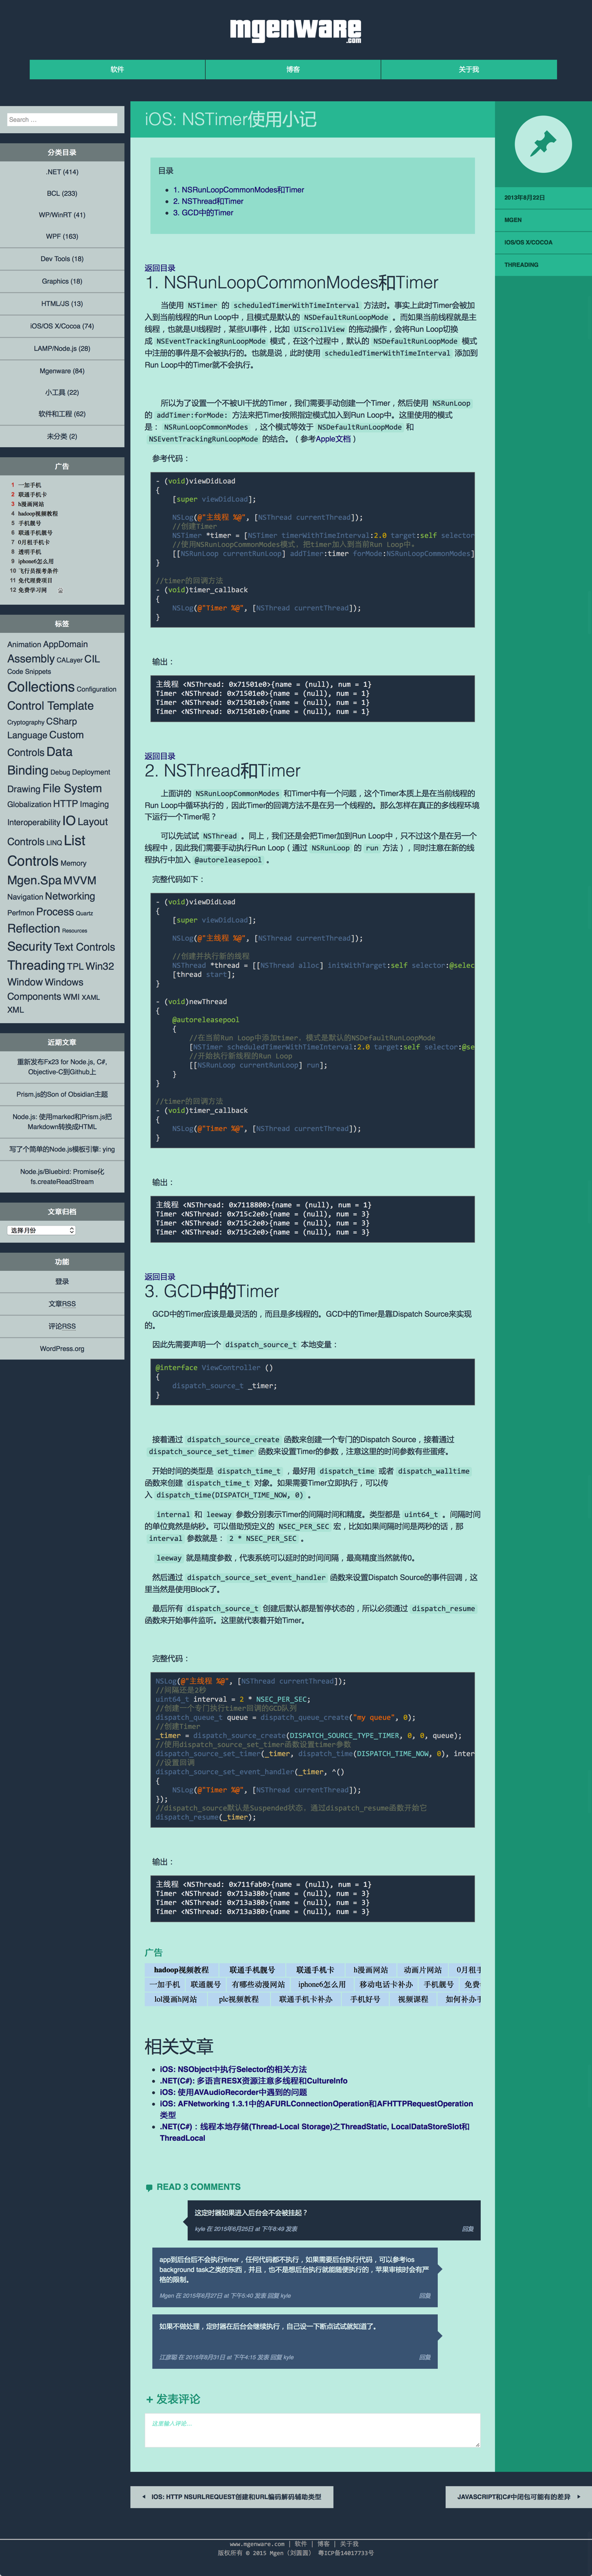 mgenware
.com
软件
博客
关于我
Search …
分类目录
.NET (414)
BCL (233)
WP/WinRT (41)
WPF (163)
Dev Tools (18)
Graphics (18)
HTML/JS (13)
iOS/OS X/Cocoa (74)
LAMP/Node.js (28)
Mgenware (84)
小工具 (22)
软件和工程 (62)
未分类 (2)
广告
1 一加手机
2 联通手机卡
3 h漫画网站
4 hadoop视频教程
5 手机靓号
6 联通手机靓号
7 0月租手机卡
8 透明手机
9 iphone6怎么用
10 飞行员报考条件
11 免代理费项目
12 免费学习网
标签
Animation AppDomain
Assembly CALayer CIL
Code Snippets
Collections Configuration
Control Template
Cryptography CSharp
Language Custom
Controls Data
Binding Debug Deployment
Drawing File System
Globalization HTTP Imaging
Interoperability IO Layout
Controls LINQ List
Controls Memory
Mgen.Spa MVVM
Navigation Networking
Perfmon Process Quartz
Reflection Resources
Security Text Controls
Threading TPL Win32
Window Windows
Components WMI XAML
XML
近期文章
重新发布Fx23 for Node.js, C#,
Objective-C到Github上
Prism.js的Son of Obsidian主题
Node.js: 使用marked和Prism.js把
Markdown转换成HTML
写了个简单的Node.js模板引擎: ying
Node.js/Bluebird: Promise化
fs.createReadStream
文章归档
选择月份
功能
登录
文章RSS
评论RSS
WordPress.org
iOS: NSTimer使用小记
目录
1. NSRunLoopCommonModes和Timer
2. NSThread和Timer
3. GCD中的Timer
返回目录
1. NSRunLoopCommonModes和Timer
当使用 NSTimer 的 scheduledTimerWithTimeInterval 方法时。事实上此时Timer会被加
入到当前线程的Run Loop中，且模式是默认的 NSDefaultRunLoopMode 。而如果当前线程就是主
线程，也就是UI线程时，某些UI事件，比如 UIScrollView 的拖动操作，会将Run Loop切换
成 NSEventTrackingRunLoopMode 模式，在这个过程中，默认的 NSDefaultRunLoopMode 模式
中注册的事件是不会被执行的。也就是说，此时使用 scheduledTimerWithTimeInterval 添加到
Run Loop中的Timer就不会执行。
所以为了设置一个不被UI干扰的Timer，我们需要手动创建一个Timer，然后使用 NSRunLoop
的 addTimer:forMode: 方法来把Timer按照指定模式加入到Run Loop中。这里使用的模式
是： NSRunLoopCommonModes ，这个模式等效于 NSDefaultRunLoopMode 和
NSEventTrackingRunLoopMode 的结合。（ 参考Apple文档 ）
参考代码：
- (void)viewDidLoad
{
[super viewDidLoad];
NSLog(@"主线程 %@", [NSThread currentThread]);
//创建Timer
NSTimer *timer = [NSTimer timerWithTimeInterval:2.0 target:self selector
//使用NSRunLoopCommonModes模式，把timer加入到当前Run Loop中。
[[NSRunLoop currentRunLoop] addTimer:timer forMode:NSRunLoopCommonModes]
}
//timer的回调方法
- (void)timer_callback
{
NSLog(@"Timer %@", [NSThread currentThread]);
}
输出：
主线程 <NSThread: 0x71501e0>{name = (null), num = 1}
Timer <NSThread: 0x71501e0>{name = (null), num = 1}
Timer <NSThread: 0x71501e0>{name = (null), num = 1}
Timer <NSThread: 0x71501e0>{name = (null), num = 1}
返回目录
2. NSThread和Timer
上面讲的 NSRunLoopCommonModes 和Timer中有一个问题，这个Timer本质上是在当前线程的
Run Loop中循环执行的，因此Timer的回调方法不是在另一个线程的。那么怎样在真正的多线程环境
下运行一个Timer呢？
可以先试试 NSThread 。同上，我们还是会把Timer加到Run Loop中，只不过这个是在另一个
线程中，因此我们需要手动执行Run Loop（ 通过 NSRunLoop 的 run 方法 ），同时注意在新的线
程执行中加入 @autoreleasepool 。
完整代码如下：
- (void)viewDidLoad
{
[super viewDidLoad];
NSLog(@"主线程 %@", [NSThread currentThread]);
//创建并执行新的线程
NSThread *thread = [[NSThread alloc] initWithTarget:self selector:@selec
[thread start];
}
- (void)newThread
{
@autoreleasepool
{
//在当前Run Loop中添加timer，模式是默认的NSDefaultRunLoopMode
[NSTimer scheduledTimerWithTimeInterval:2.0 target:self selector:@se
//开始执行新线程的Run Loop
[[NSRunLoop currentRunLoop] run];
}
}
//timer的回调方法
- (void)timer_callback
{
NSLog(@"Timer %@", [NSThread currentThread]);
}
输出：
主线程 <NSThread: 0x7118800>{name = (null), num = 1}
Timer <NSThread: 0x715c2e0>{name = (null), num = 3}
Timer <NSThread: 0x715c2e0>{name = (null), num = 3}
Timer <NSThread: 0x715c2e0>{name = (null), num = 3}
返回目录
3. GCD中的Timer
GCD中的Timer应该是最灵活的，而且是多线程的。GCD中的Timer是靠Dispatch Source来实现
的。
因此先需要声明一个 dispatch_source_t 本地变量：
@interface ViewController ()
{
dispatch_source_t _timer;
}
接着通过 dispatch_source_create 函数来创建一个专门的Dispatch Source，接着通过
dispatch_source_set_timer 函数来设置Timer的参数，注意这里的时间参数有些蛋疼。
开始时间的类型是 dispatch_time_t ，最好用 dispatch_time 或者 dispatch_walltime
函数来创建 dispatch_time_t 对象。如果需要Timer立即执行，可以传
入 dispatch_time(DISPATCH_TIME_NOW, 0) 。
internal 和 leeway 参数分别表示Timer的间隔时间和精度。类型都是 uint64_t 。间隔时间
的单位竟然是纳秒。可以借助预定义的 NSEC_PER_SEC 宏，比如如果间隔时间是两秒的话，那
interval 参数就是： 2 * NSEC_PER_SEC 。
leeway 就是精度参数，代表系统可以延时的时间间隔，最高精度当然就传0。
然后通过 dispatch_source_set_event_handler 函数来设置Dispatch Source的事件回调，这
里当然是使用Block了。
最后所有 dispatch_source_t 创建后默认都是暂停状态的，所以必须通过 dispatch_resume
函数来开始事件监听。这里就代表着开始Timer。
完整代码：
NSLog(@"主线程 %@", [NSThread currentThread]);
//间隔还是2秒
uint64_t interval = 2 * NSEC_PER_SEC;
//创建一个专门执行timer回调的GCD队列
dispatch_queue_t queue = dispatch_queue_create("my queue", 0);
//创建Timer
_timer = dispatch_source_create(DISPATCH_SOURCE_TYPE_TIMER, 0, 0, queue);
//使用dispatch_source_set_timer函数设置timer参数
dispatch_source_set_timer(_timer, dispatch_time(DISPATCH_TIME_NOW, 0), inter
//设置回调
dispatch_source_set_event_handler(_timer, ^()
{
NSLog(@"Timer %@", [NSThread currentThread]);
});
//dispatch_source默认是Suspended状态，通过dispatch_resume函数开始它
dispatch_resume(_timer);
输出：
主线程 <NSThread: 0x711fab0>{name = (null), num = 1}
Timer <NSThread: 0x713a380>{name = (null), num = 3}
Timer <NSThread: 0x713a380>{name = (null), num = 3}
Timer <NSThread: 0x713a380>{name = (null), num = 3}
广告
hadoop视频教程 联通手机靓号 联通手机卡 h漫画网站 动画片网站 0月租手
一加手机 联通靓号 有哪些动漫网站 iphone6怎么用 移动电话卡补办 手机靓号 免费
lol漫画h网站 plc视频教程 联通手机卡补办 手机好号 视频课程 如何补办手
相关文章
iOS: NSObject中执行Selector的相关方法
.NET(C#): 多语言RESX资源注意多线程和CultureInfo
iOS: 使用AVAudioRecorder中遇到的问题
iOS: AFNetworking 1.3.1中的AFURLConnectionOperation和AFHTTPRequestOperation
类型
.NET(C#)：线程本地存储(Thread-Local Storage)之ThreadStatic, LocalDataStoreSlot和
ThreadLocal
READ 3 COMMENTS
这定时器如果进入后台会不会被挂起？
kyle 在 2015年6月25日 at 下午8:49 发表
回复
app到后台后不会执行timer，任何代码都不执行，如果需要后台执行代码，可以参考ios
background task之类的东西，并且，也不是想后台执行就能随便执行的，苹果审核时会有严
格的限制。
Mgen 在 2015年6月27日 at 下午5:40 发表 回复 kyle
回复
如果不做处理，定时器在后台会继续执行，自己设一下断点试试就知道了。
江彦聪 在 2015年8月31日 at 下午4:15 发表 回复 kyle
回复
+ 发表评论
这里输入评论...
2013年8月22日
MGEN
IOS/OS X/COCOA
THREADING
IOS: HTTP NSURLREQUEST创建和URL编码解码辅助类型
JAVASCRIPT和C#中闭包可能有的差异
www.mgenware.com | 软件 | 博客 | 关于我
版权所有 © 2015 Mgen（刘圆圆） 粤ICP备14017733号